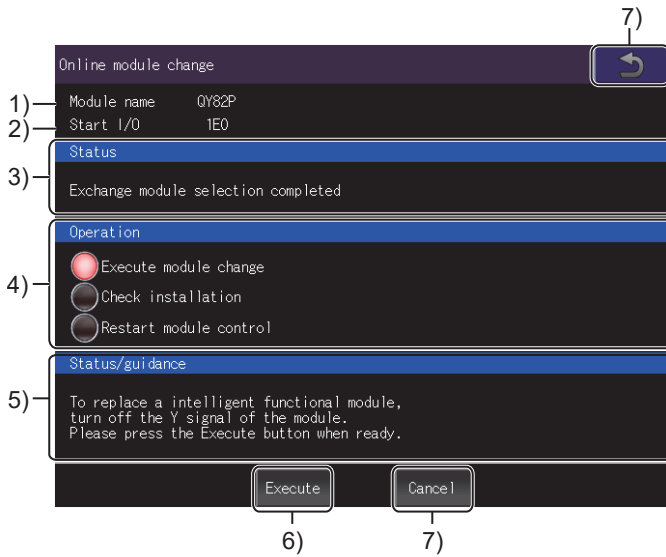 7)
Online module change
1) Module name QY82P
2) Start I/O 1E0
Status
3)
Exchange module selection completed
Operation
Execute module change
4) Check installation
Restart module control
Status/guidance
5) To replace a intelligent functional module,
turn off the Y signal of the module.
Please press the Execute button when ready.
Execute Cancel
6) 7)